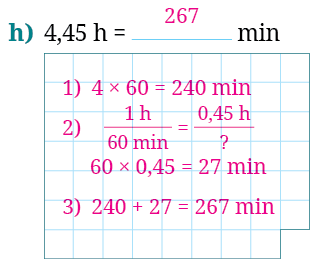 h) 4,45 h = 267 min
1) 4 × 60 = 240 min
2) 1 h / 60 min = 0,45 h / ?
60 × 0,45 = 27 min
3) 240 + 27 = 267 min